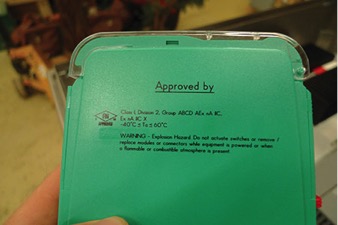 Approved by
Class I, Division 2, Group ABCD AEx nA IIC,
Ex nA IIC X
-40°C ≤ Ta ≤ 60°C
WARNING - Explosion Hazard. Do not activate switches or remove /
replace modules or connectors while equipment is powered or when
a flammable or combustible atmosphere is present